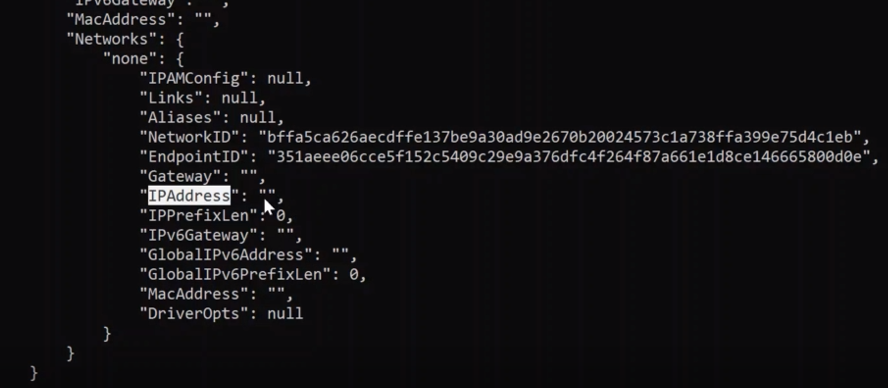 "IPv6Gateway": "",
"MacAddress": "",
"Networks": {
"none": {
"IPAMConfig": null,
"Links": null,
"Aliases": null,
"NetworkID": "bffa5ca626aecdffe137be9a30ad9e2670b20024573c1a738ffa399e75d4c1eb",
"EndpointID": "351aeee06cce5f152c5409c29e9a376dfc4f264f87a661e1d8ce146665800d0e",
"Gateway": "",
"IPAddress": "",
"IPPrefixLen": 0,
"IPv6Gateway": "",
"GlobalIPv6Address": "",
"GlobalIPv6PrefixLen": 0,
"MacAddress": "",
"DriverOpts": null
}
}
}